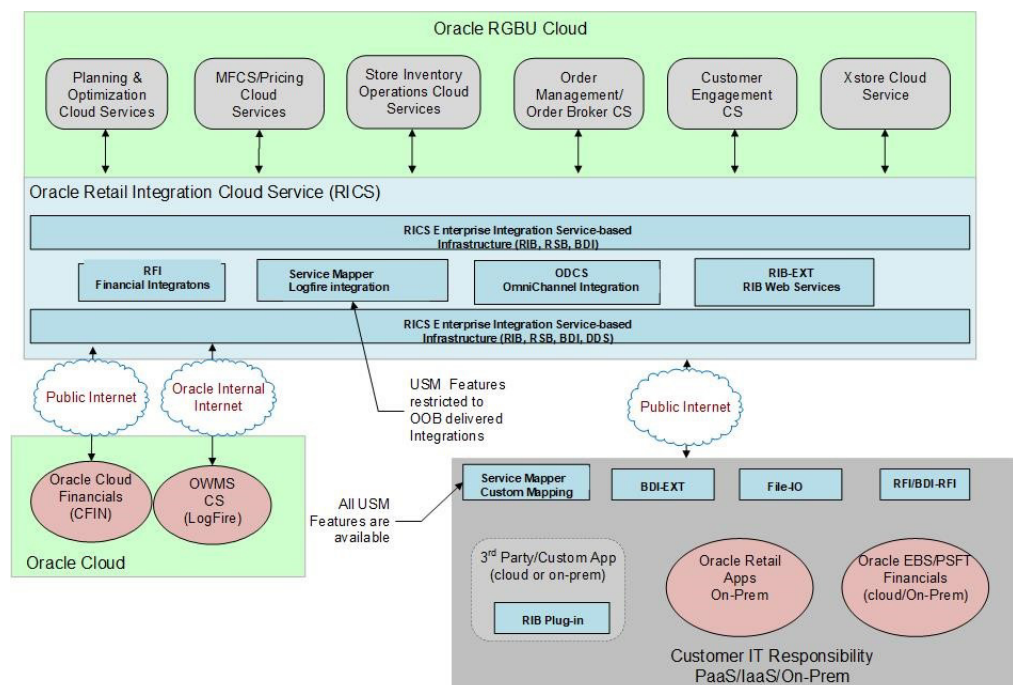 Oracle RGBU Cloud
Planning &
Optimization
Cloud Services
MFCS/Pricing
Cloud
Services
Store Inventory
Operations Cloud
Services
Order
Management/
Order Broker CS
Customer
Engagement
CS
Xstore Cloud
Service
Oracle Retail Integration Cloud Service (RICS)
RICS Enterprise Integration Service-based
Infrastructure (RIB, RSB, BDI)
RFI
Financial Integratons
Service Mapper
Logfire integration
ODCS
OmniChannel Integration
RIB-EXT
RIB Web Services
RICS Enterprise Integration Service-based
Infrastructure (RIB, RSB, BDI, DDS)
Public Internet
Oracle Internal
Internet
USM Features
restricted to
OOB delivered
Integrations
Public Internet
Oracle Cloud
Financials
(CFIN)
OWMS
CS
(LogFire)
Oracle Cloud
All USM
Features are
available
Service Mapper
Custom Mapping
BDI-EXT
File-IO
RFI/BDI-RFI
3rd Party/Custom App
(cloud or on-prem)
RIB Plug-in
Oracle Retail
Apps
On-Prem
Oracle EBS/PSFT
Financials
(cloud/On-Prem)
Customer IT Responsibility
PaaS/IaaS/On-Prem